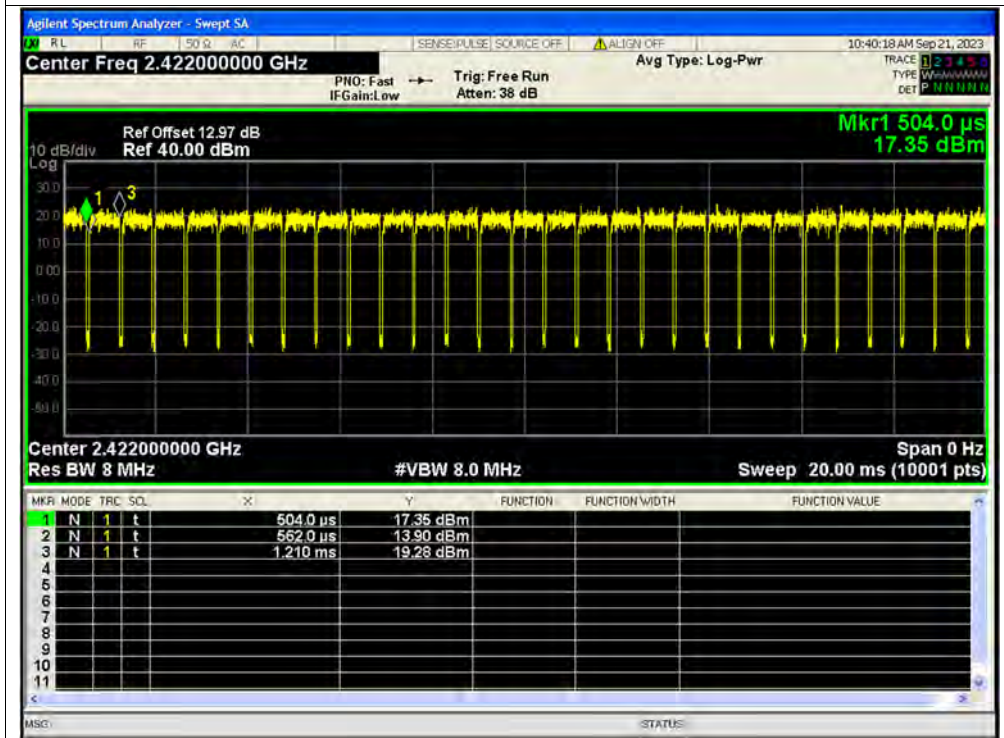 Agilent Spectrum Analyzer - Swept SA
RL RF 50 Ω AC SENSE:PULSE SOURCE OFF ALIGN OFF 10:40:18 AM Sep 21, 2023
Center Freq 2.422000000 GHz
PNO: Fast
IFGain:Low
Trig: Free Run
Atten: 38 dB
Avg Type: Log-Pwr
TRACE 1 2 3 4 5 6
TYPE
DET P N N N N N
Mkr1 504.0 µs
17.35 dBm
Ref Offset 12.97 dB
10 dB/div Ref 40.00 dBm
Log
30.0
20.0
10.0
0.00
-10.0
-20.0
-30.0
-40.0
-50.0
1
3
Center 2.422000000 GHz Span 0 Hz
Res BW 8 MHz #VBW 8.0 MHz Sweep 20.00 ms (10001 pts)
MKR MODE TRC SCL X Y FUNCTION FUNCTION WIDTH FUNCTION VALUE
1 N 1 t 504.0 µs 17.35 dBm
2 N 1 t 562.0 µs 13.90 dBm
3 N 1 t 1.210 ms 19.28 dBm
4
5
6
7
8
9
10
11
MSG STATUS